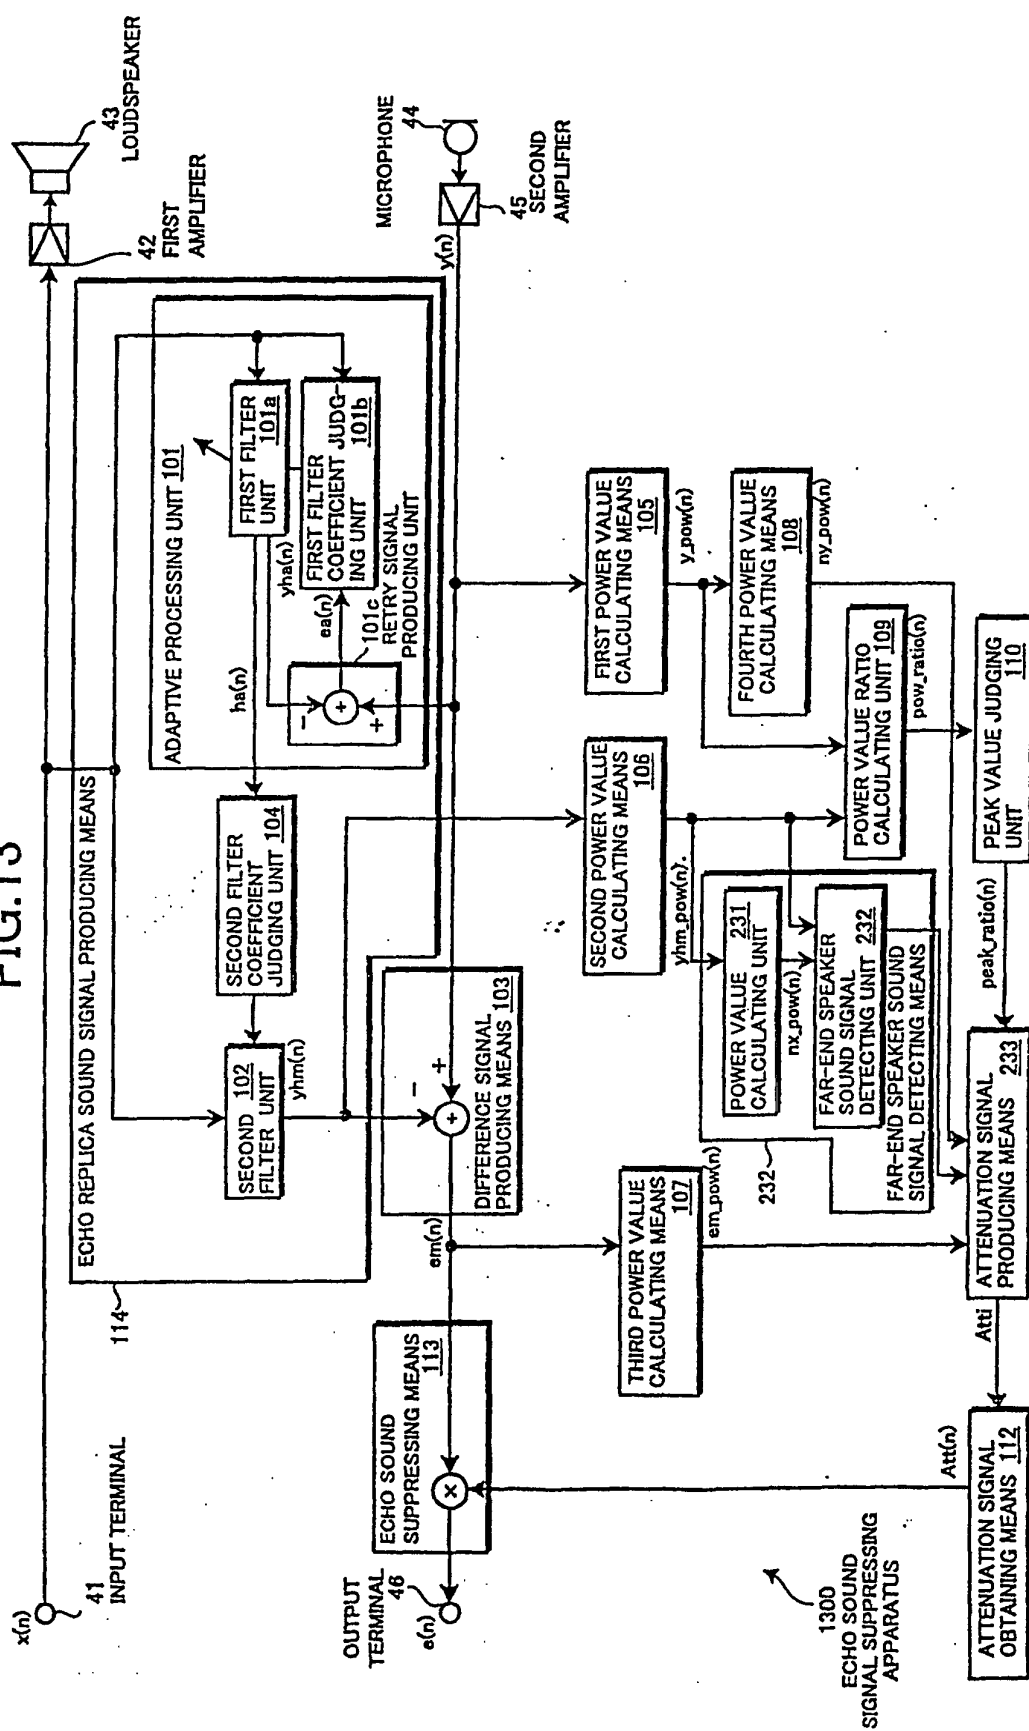 FIG.13
x(n)
41
INPUT TERMINAL
42
FIRST
AMPLIFIER
43
LOUDSPEAKER
114
ECHO REPLICA SOUND SIGNAL PRODUCING MEANS
ADAPTIVE PROCESSING UNIT 101
FIRST FILTER
UNIT 101a
FIRST FILTER
COEFFICIENT JUDG-
ING UNIT 101b
ha(n)
yha(n)
ea(n)
101c
RETRY SIGNAL
PRODUCING UNIT
-
+
+
SECOND FILTER
COEFFICIENT
JUDGING UNIT 104
SECOND 102
FILTER UNIT
yhm(n)
MICROPHONE
44
45
SECOND
AMPLIFIER
y(n)
DIFFERENCE SIGNAL
PRODUCING MEANS 103
-
+
+
em(n)
ECHO SOUND
SUPPRESSING MEANS
113
×
OUTPUT
TERMINAL
46
e(n)
FIRST POWER VALUE
CALCULATING MEANS
105
y_pow(n)
SECOND POWER VALUE
CALCULATING MEANS
106
yhm_pow(n)
THIRD POWER VALUE
CALCULATING MEANS
107
em_pow(n)
FOURTH POWER VALUE
CALCULATING MEANS
108
ny_pow(n)
POWER VALUE 231
CALCULATING UNIT
nx_pow(n)
FAR-END SPEAKER
SOUND SIGNAL
DETECTING UNIT 232
FAR-END SPEAKER SOUND
SIGNAL DETECTING MEANS
232
POWER VALUE RATIO
CALCULATING UNIT 109
pow_ratio(n)
PEAK VALUE JUDGING
UNIT 110
peak_ratio(n)
ATTENUATION SIGNAL
PRODUCING MEANS 233
Atti
ATTENUATION SIGNAL
OBTAINING MEANS 112
Att(n)
1300
ECHO SOUND
SIGNAL SUPPRESSING
APPARATUS